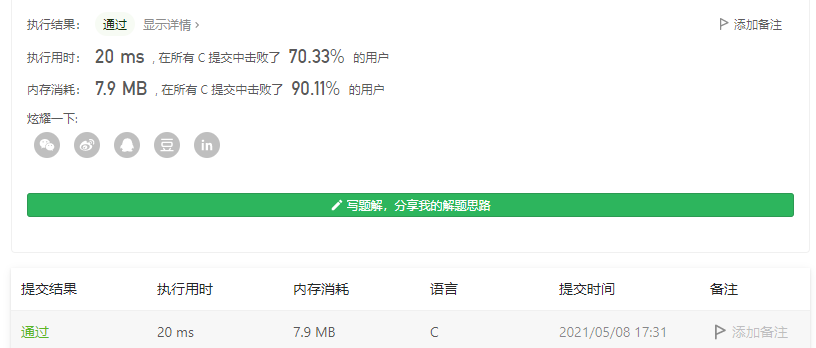 执行结果： 通过 显示详情 › 添加备注
执行用时： 20 ms , 在所有 C 提交中击败了 70.33% 的用户
内存消耗： 7.9 MB , 在所有 C 提交中击败了 90.11% 的用户
炫耀一下:
豆 in
写题解，分享我的解题思路
提交结果 执行用时 内存消耗 语言 提交时间 备注
通过 20 ms 7.9 MB C 2021/05/08 17:31 添加备注